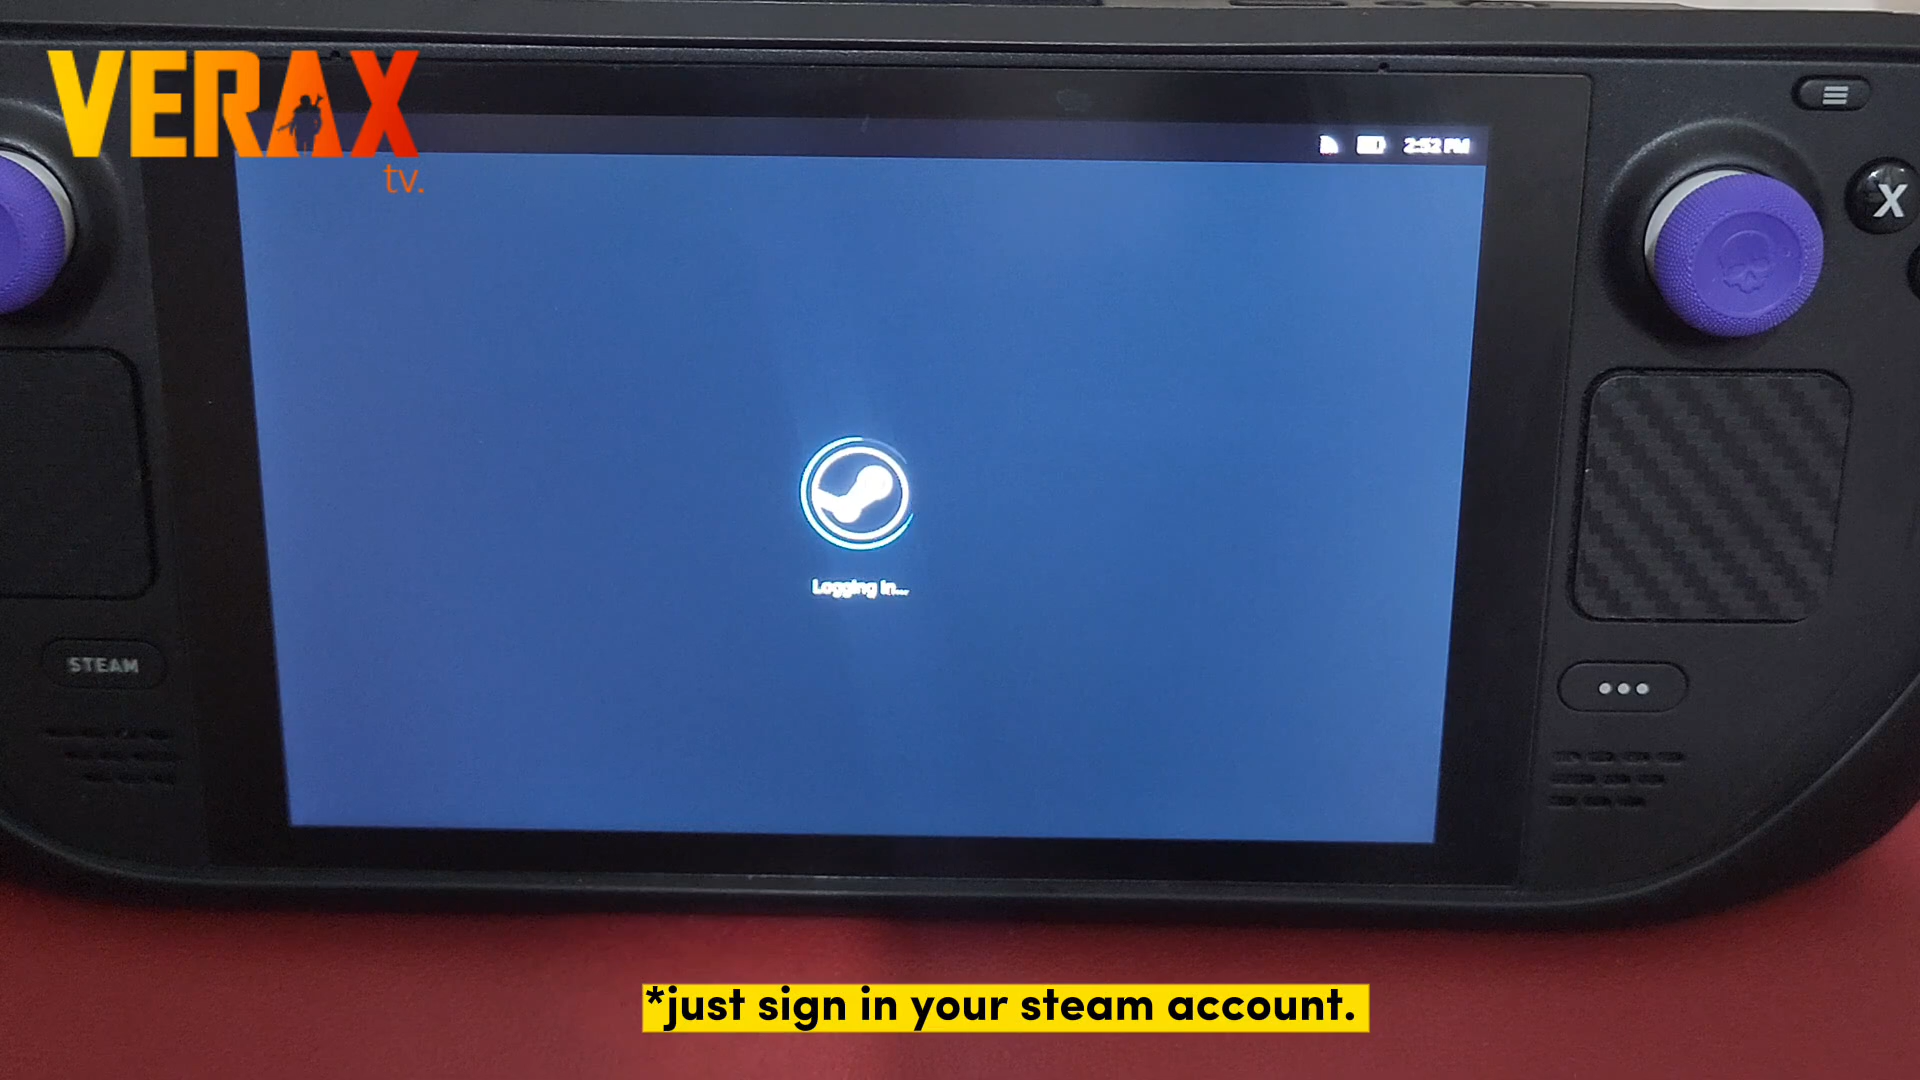 VERAX
tv.
2:52 PM
X
Logging in...
STEAM
*just sign in your steam account.